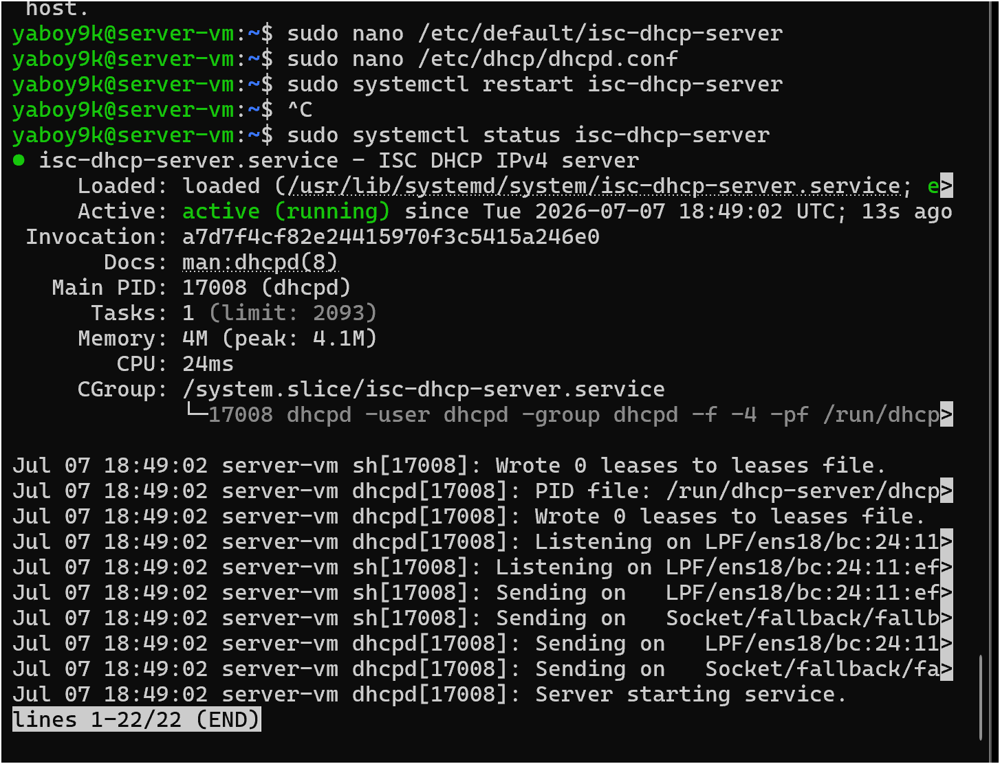 host.
yaboy9k@server-vm:~$ sudo nano /etc/default/isc-dhcp-server
yaboy9k@server-vm:~$ sudo nano /etc/dhcp/dhcpd.conf
yaboy9k@server-vm:~$ sudo systemctl restart isc-dhcp-server
yaboy9k@server-vm:~$ ^C
yaboy9k@server-vm:~$ sudo systemctl status isc-dhcp-server
● isc-dhcp-server.service - ISC DHCP IPv4 server
     Loaded: loaded (/usr/lib/systemd/system/isc-dhcp-server.service; e>
     Active: active (running) since Tue 2026-07-07 18:49:02 UTC; 13s ago
 Invocation: a7d7f4cf82e24415970f3c5415a246e0
       Docs: man:dhcpd(8)
   Main PID: 17008 (dhcpd)
      Tasks: 1 (limit: 2093)
     Memory: 4M (peak: 4.1M)
        CPU: 24ms
     CGroup: /system.slice/isc-dhcp-server.service
             └─17008 dhcpd -user dhcpd -group dhcpd -f -4 -pf /run/dhcp>

Jul 07 18:49:02 server-vm sh[17008]: Wrote 0 leases to leases file.
Jul 07 18:49:02 server-vm dhcpd[17008]: PID file: /run/dhcp-server/dhcp>
Jul 07 18:49:02 server-vm dhcpd[17008]: Wrote 0 leases to leases file.
Jul 07 18:49:02 server-vm dhcpd[17008]: Listening on LPF/ens18/bc:24:11>
Jul 07 18:49:02 server-vm sh[17008]: Listening on LPF/ens18/bc:24:11:ef>
Jul 07 18:49:02 server-vm sh[17008]: Sending on   LPF/ens18/bc:24:11:ef>
Jul 07 18:49:02 server-vm sh[17008]: Sending on   Socket/fallback/fallb>
Jul 07 18:49:02 server-vm dhcpd[17008]: Sending on   LPF/ens18/bc:24:11>
Jul 07 18:49:02 server-vm dhcpd[17008]: Sending on   Socket/fallback/fa>
Jul 07 18:49:02 server-vm dhcpd[17008]: Server starting service.
lines 1-22/22 (END)